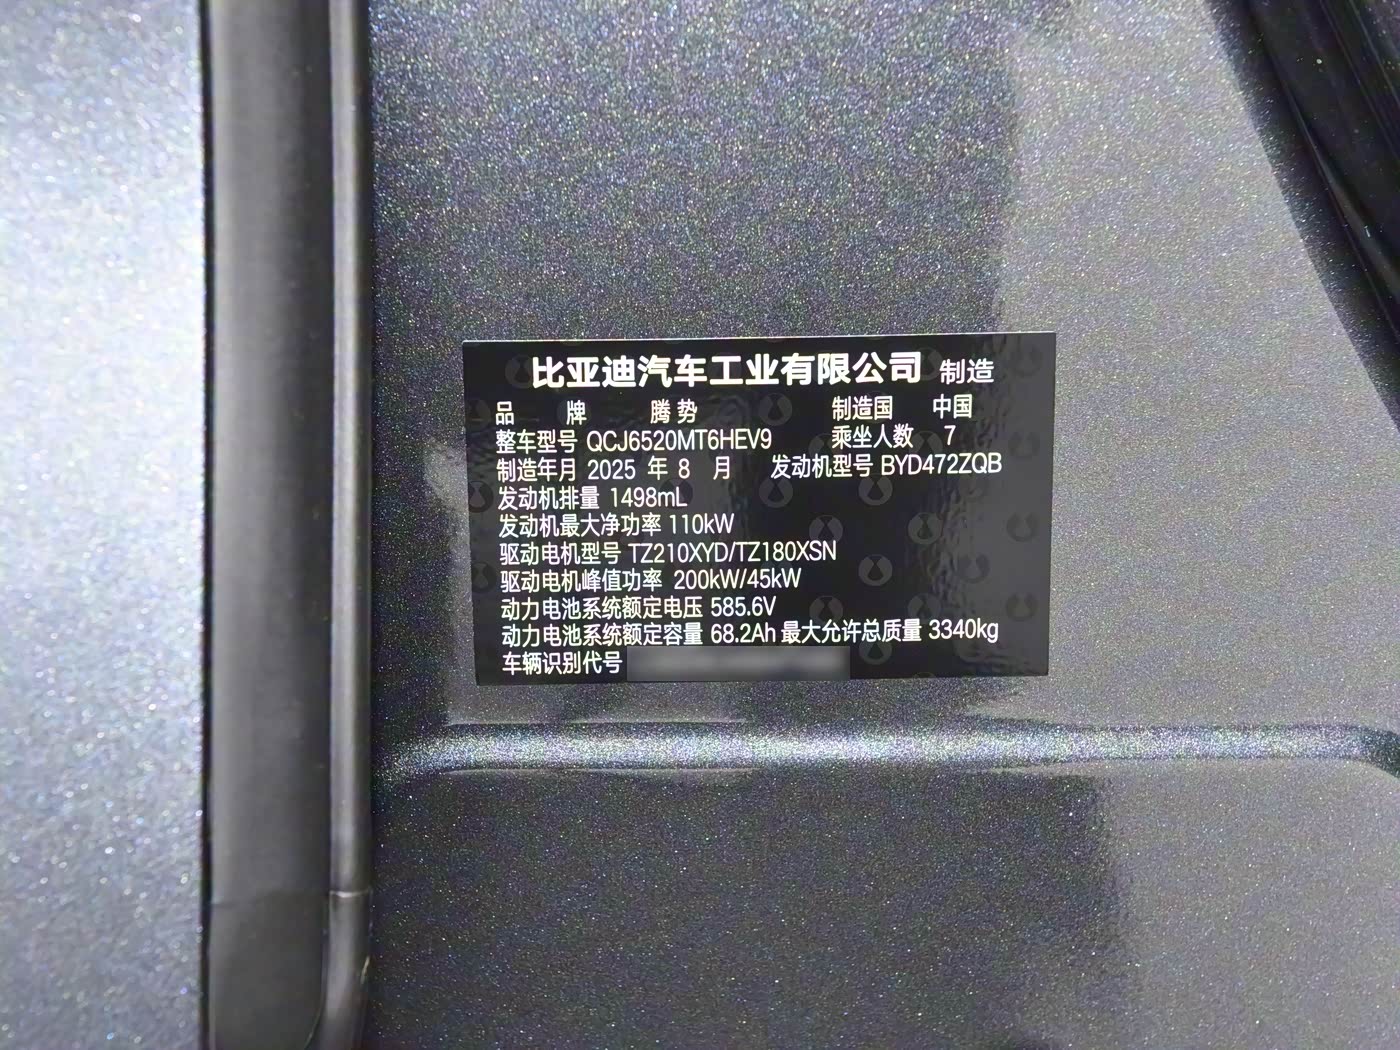 比亚迪汽车工业有限公司 制造
品 牌 腾势 制造国 中国
整车型号 QCJ6520MT6HEV9 乘坐人数 7
制造年月 2025 年 8 月 发动机型号 BYD472ZQB
发动机排量 1498mL
发动机最大净功率 110kW
驱动电机型号 TZ210XYD/TZ180XSN
驱动电机峰值功率 200kW/45kW
动力电池系统额定电压 585.6V
动力电池系统额定容量 68.2Ah 最大允许总质量 3340kg
车辆识别代号